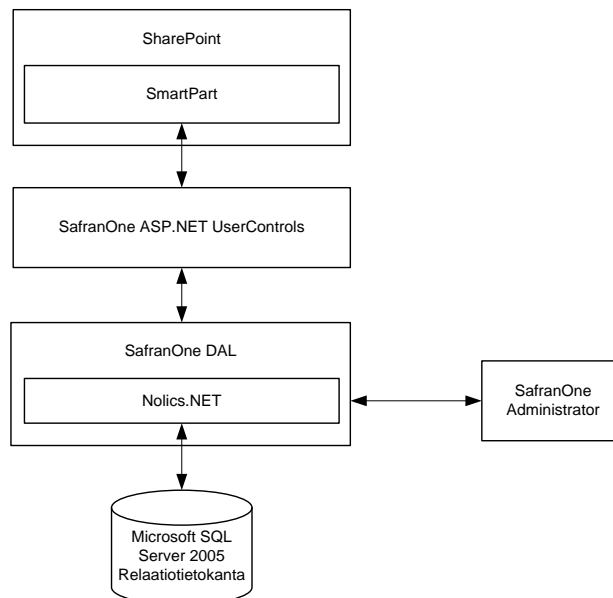 SharePoint
SmartPart
SafranOne ASP.NET UserControls
SafranOne DAL
Nolics.NET
SafranOne
Administrator
Microsoft SQL
Server 2005
Relaatiotietokanta